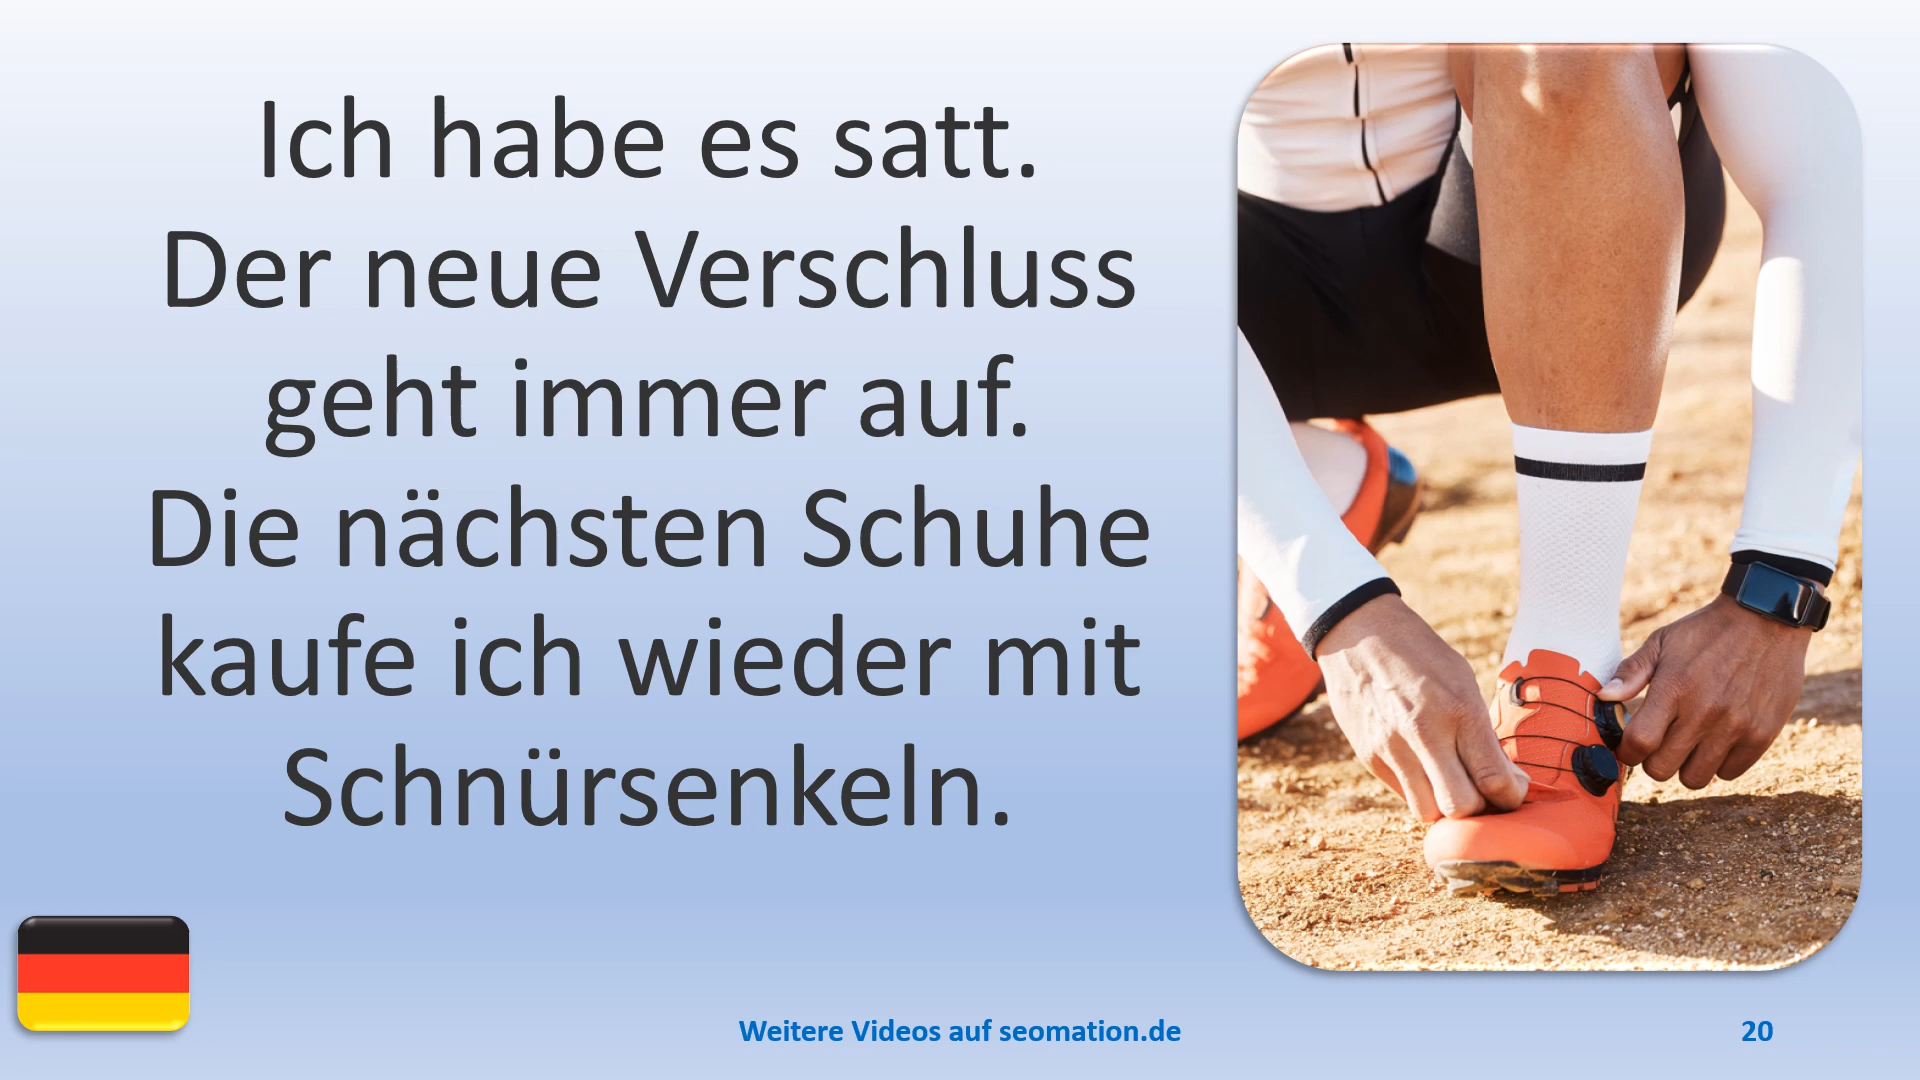 Ich habe es satt.
Der neue Verschluss
geht immer auf.
Die nächsten Schuhe
kaufe ich wieder mit
Schnürsenkeln.
Weitere Videos auf seomation.de
20